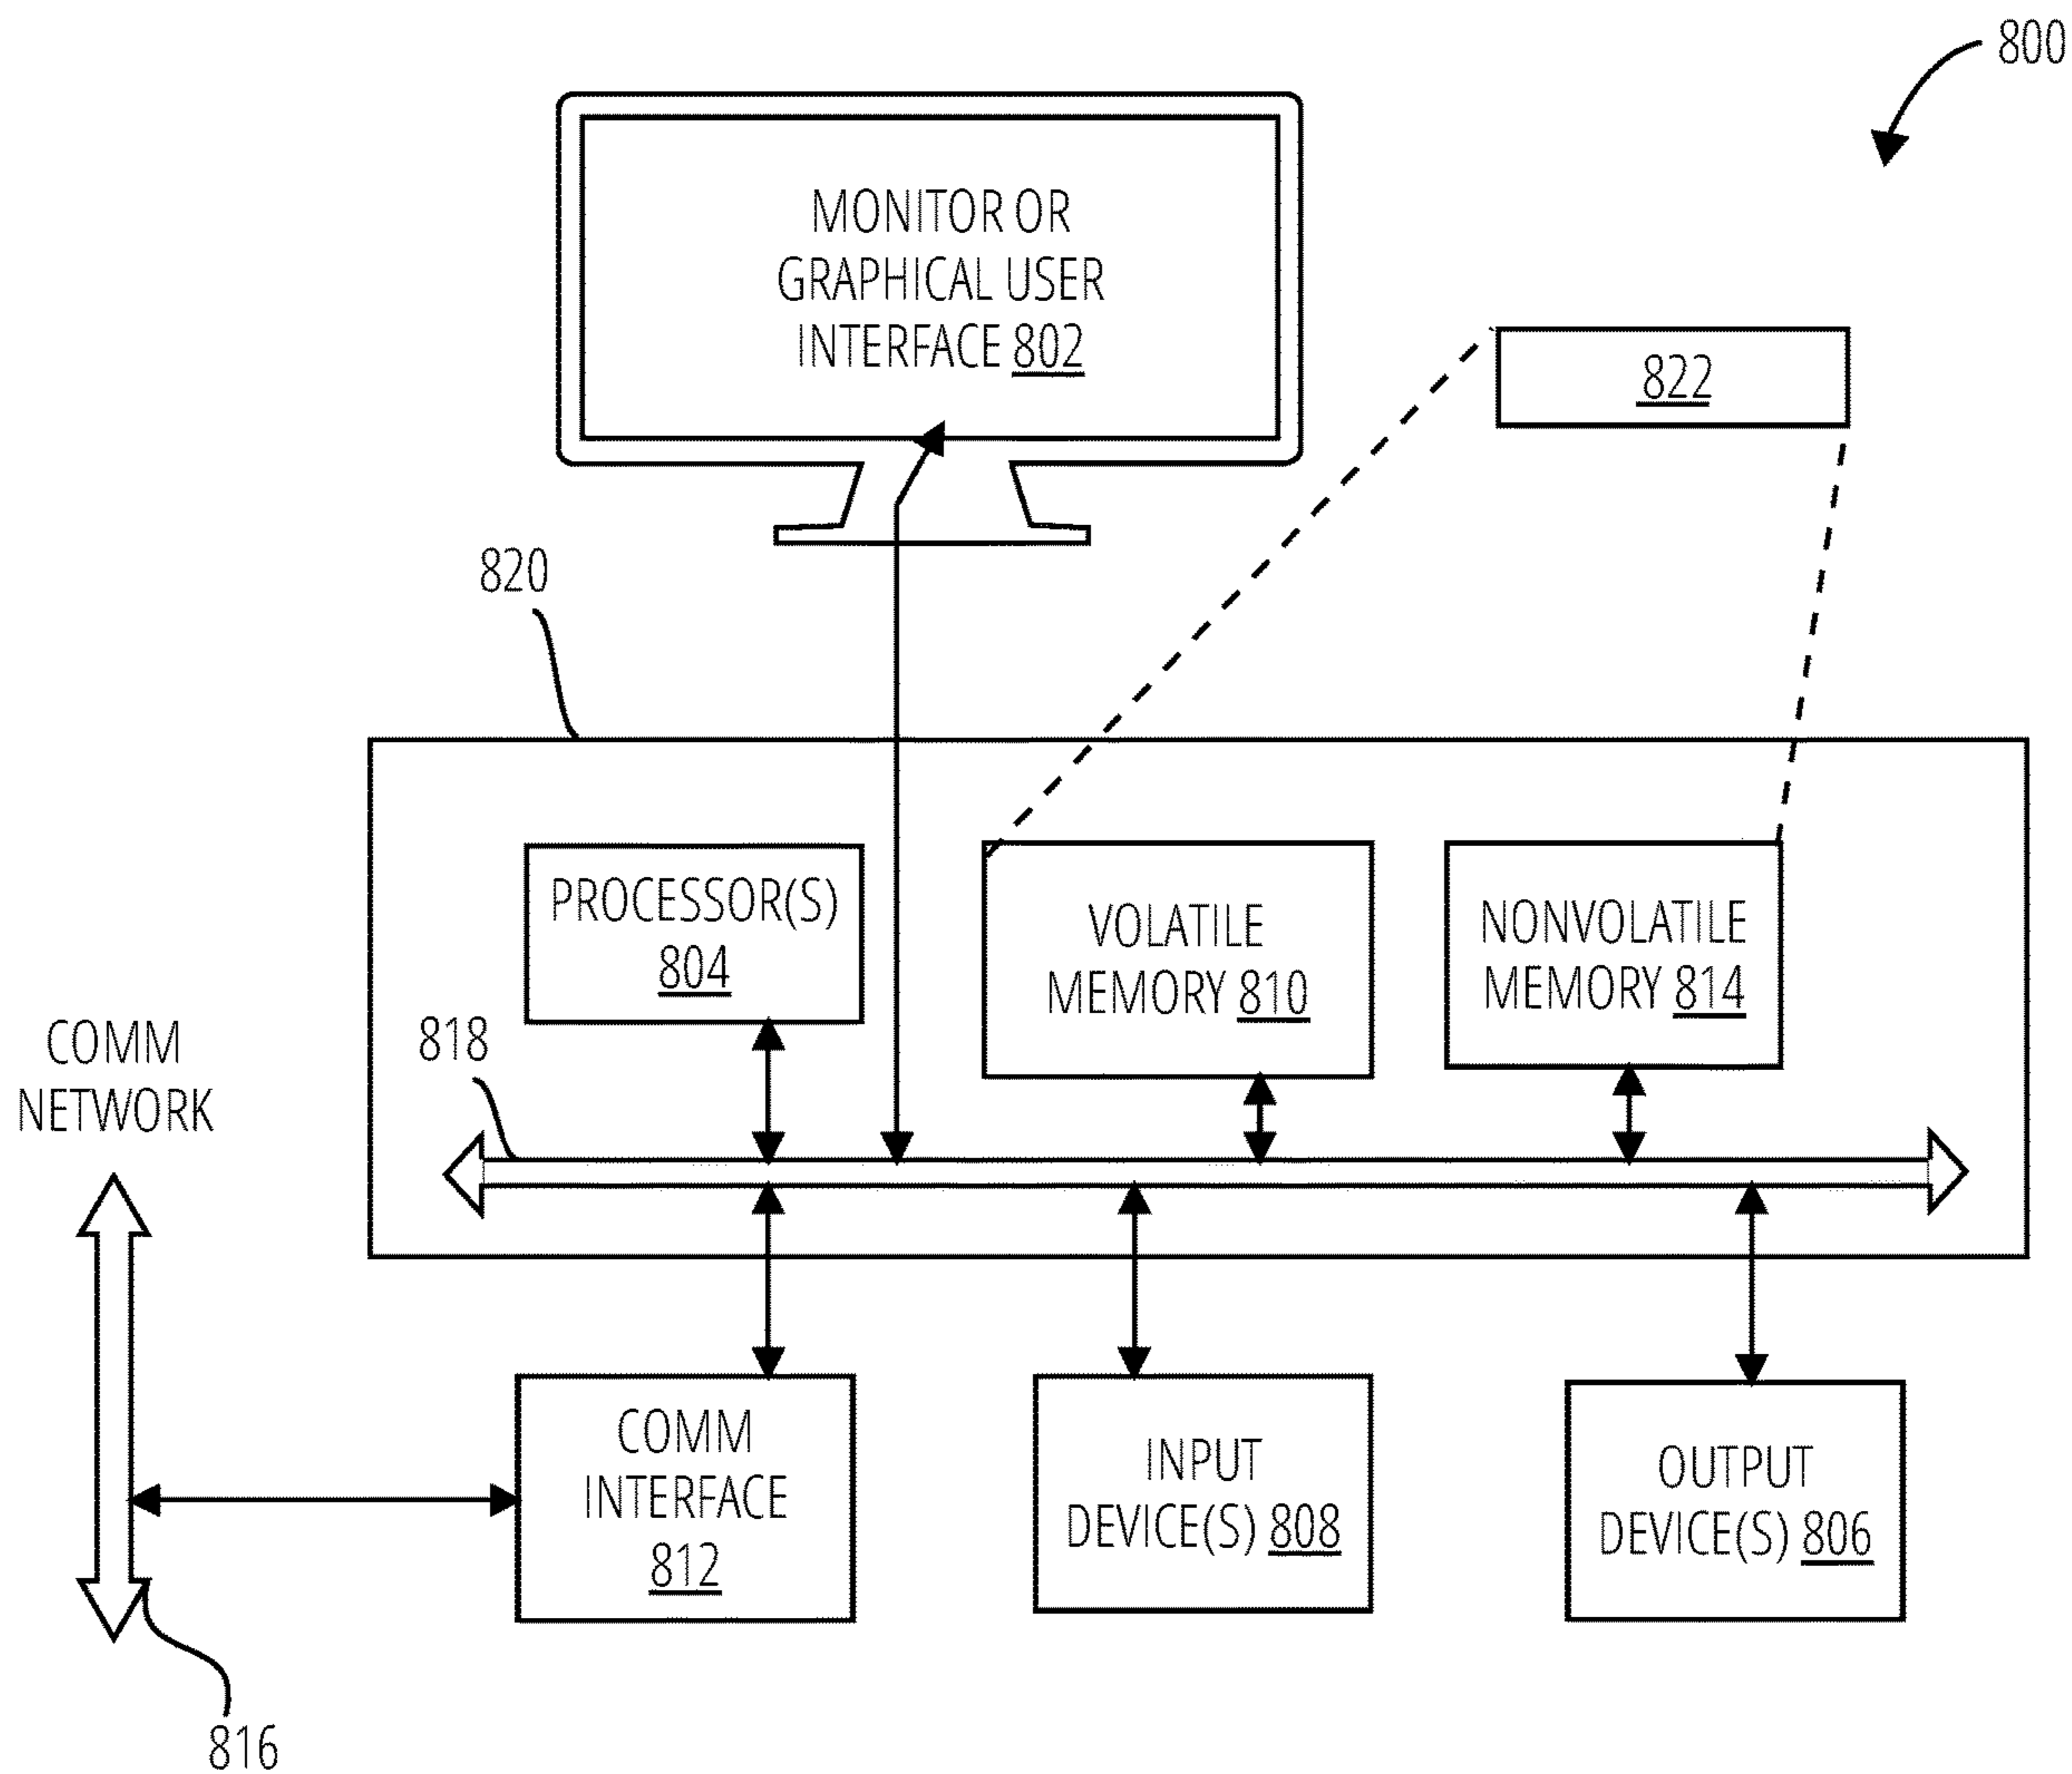 800
MONITOR OR
GRAPHICAL USER
INTERFACE 802
822
820
PROCESSOR(S)
804
VOLATILE
MEMORY 810
NONVOLATILE
MEMORY 814
818
COMM
NETWORK
COMM
INTERFACE
812
INPUT
DEVICE(S) 808
OUTPUT
DEVICE(S) 806
816